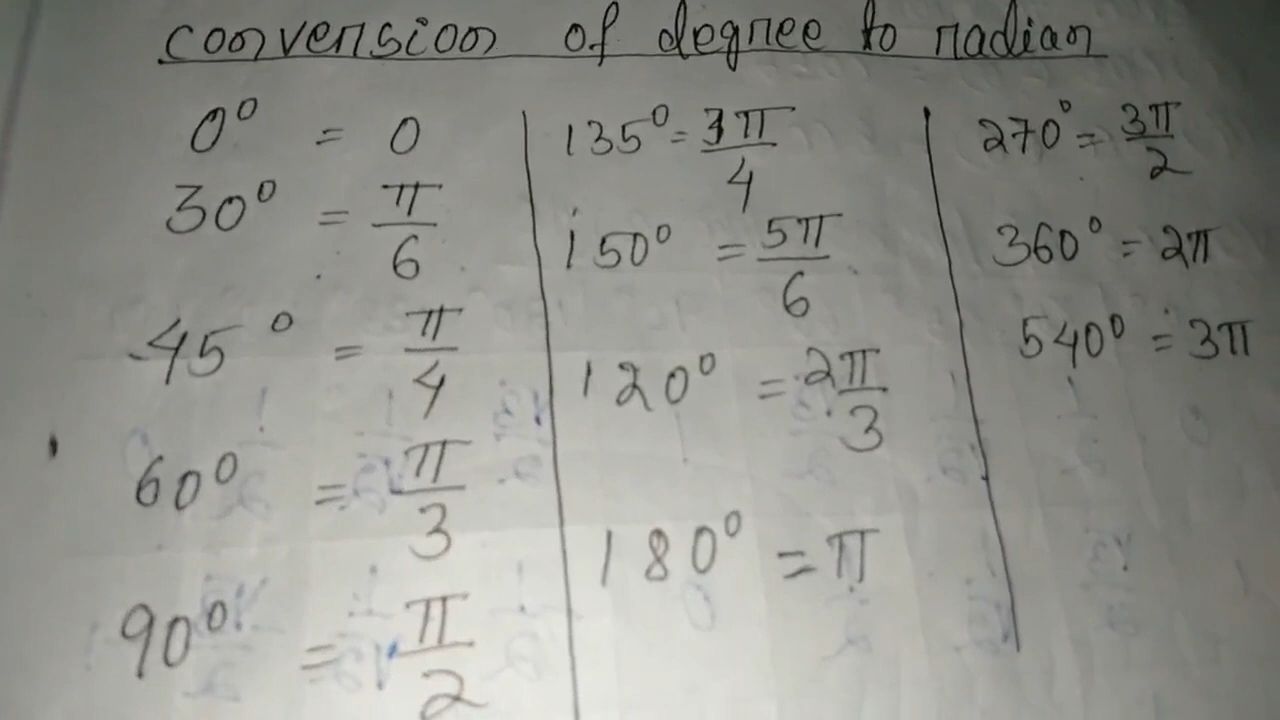 conversion of degree to radian
0° = 0
30° = π/6
45° = π/4
60° = π/3
90° = π/2
135° = 3π/4
150° = 5π/6
120° = 2π/3
180° = π
270° = 3π/2
360° = 2π
540° = 3π